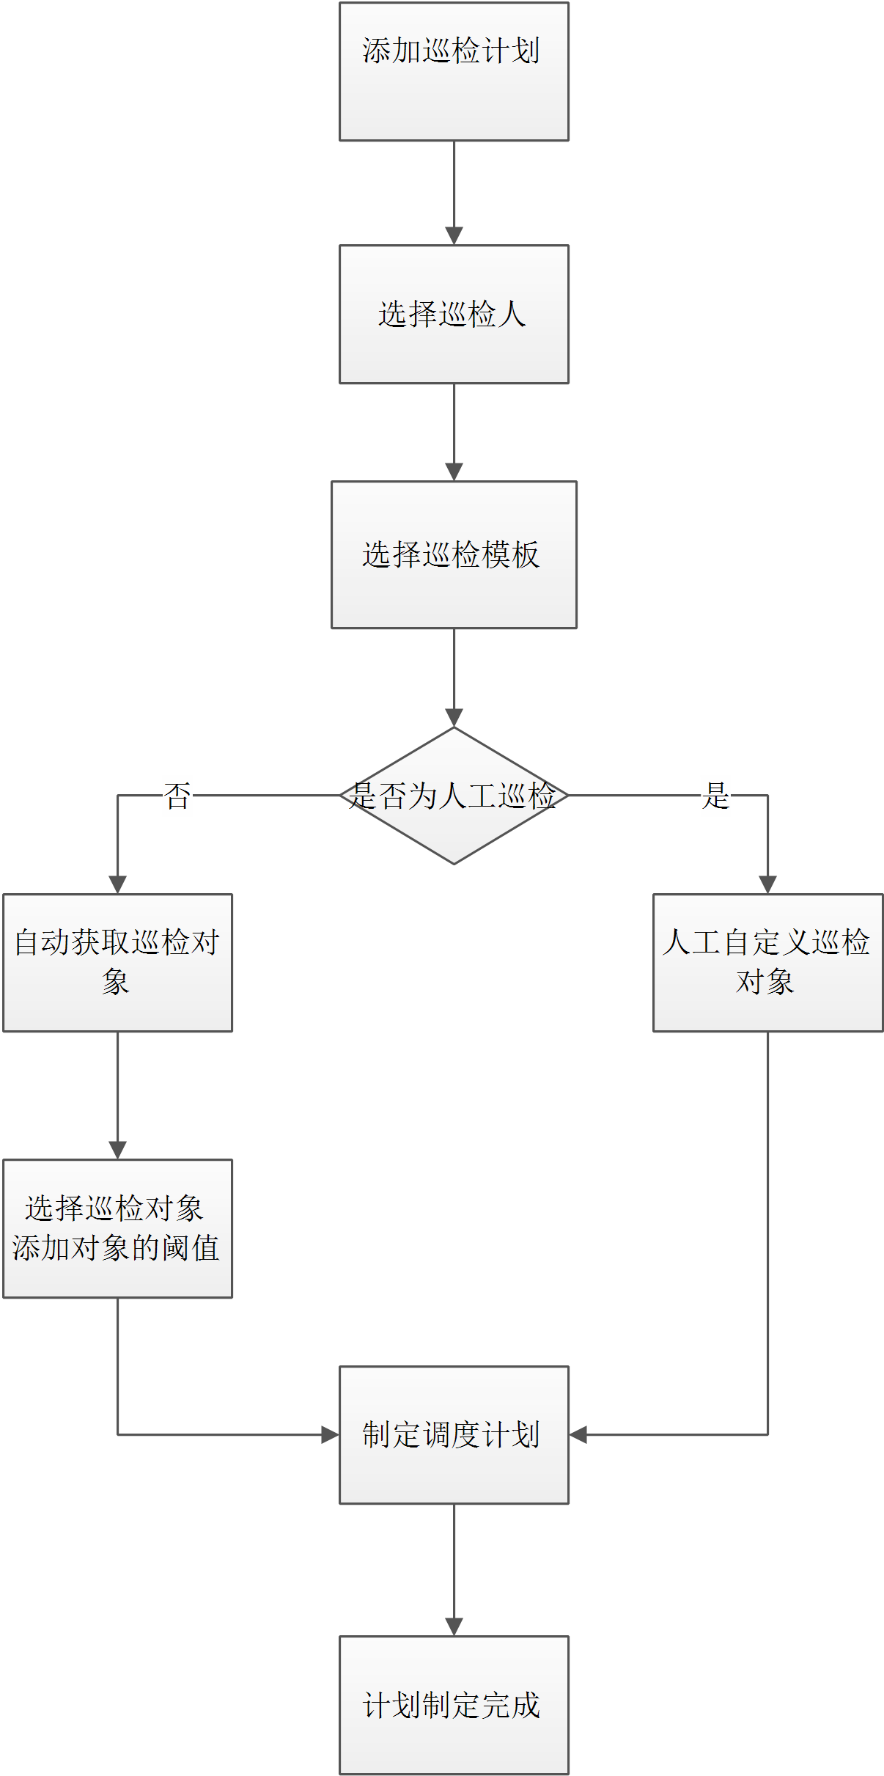 添加巡检计划
选择巡检人
选择巡检模板
是否为人工巡检
否
是
自动获取巡检对
象
人工自定义巡检
对象
选择巡检对象
添加对象的阈值
制定调度计划
计划制定完成